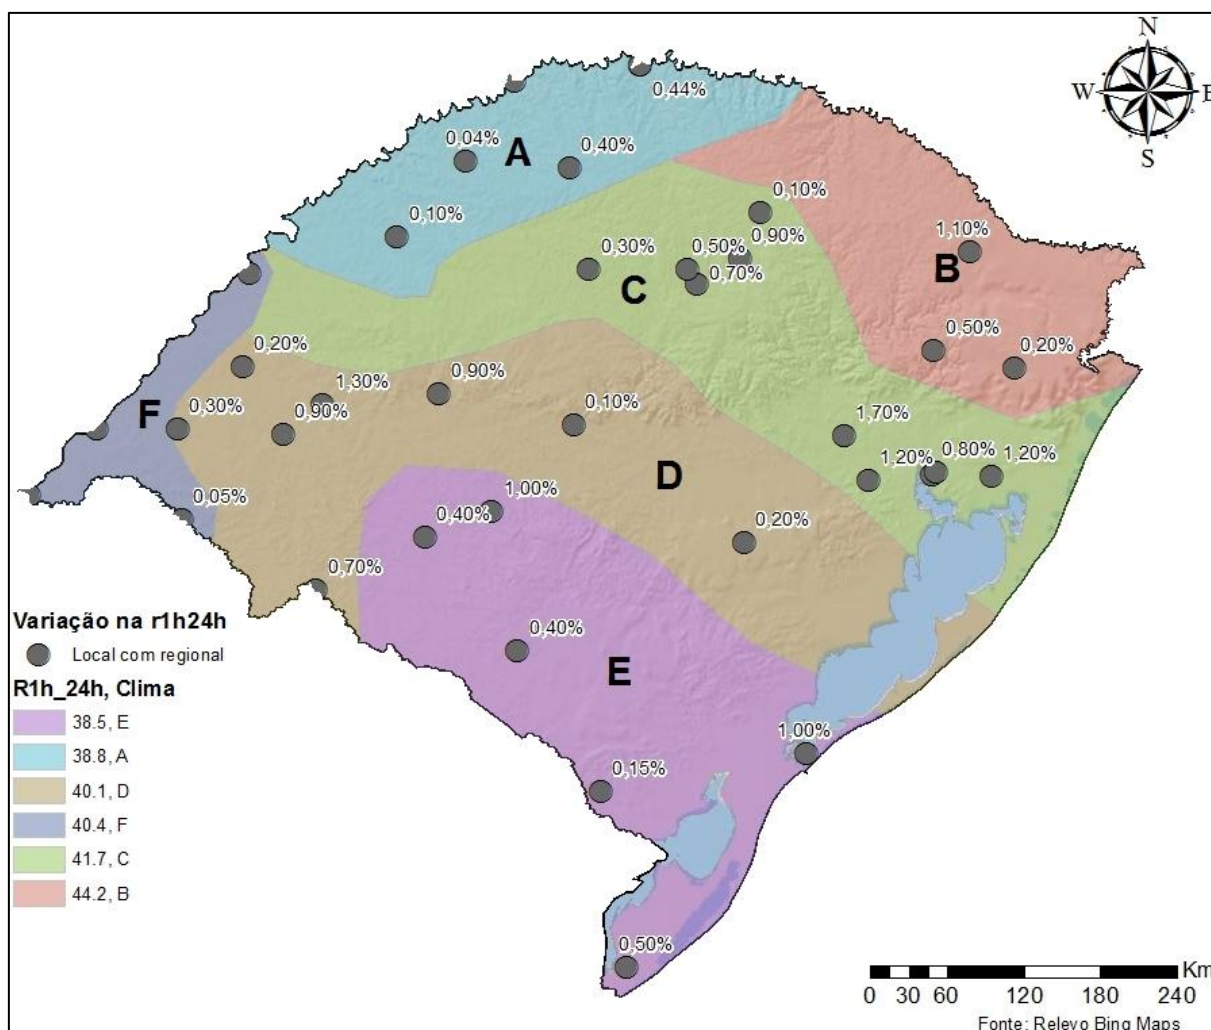 N
W
E
S
0,44%
0,04%
A
0,40%
0,10%
0,10%
0,90%
1,10%
0,30%
0,50%
B
0,70%
C
0,50%
0,20%
0,20%
1,30%
0,90%
0,30%
F
0,90%
0,10%
1,70%
D
1,20%
0,80%
1,20%
0,05%
1,00%
0,40%
0,20%
0,70%
0,40%
E
1,00%
0,15%
0,50%
Variação na r1h24h
Local com regional
R1h_24h, Clima
38.5, E
38.8, A
40.1, D
40.4, F
41.7, C
44.2, B
Km
0 30 60 120 180 240
Fonte: Relevo Bing Maps